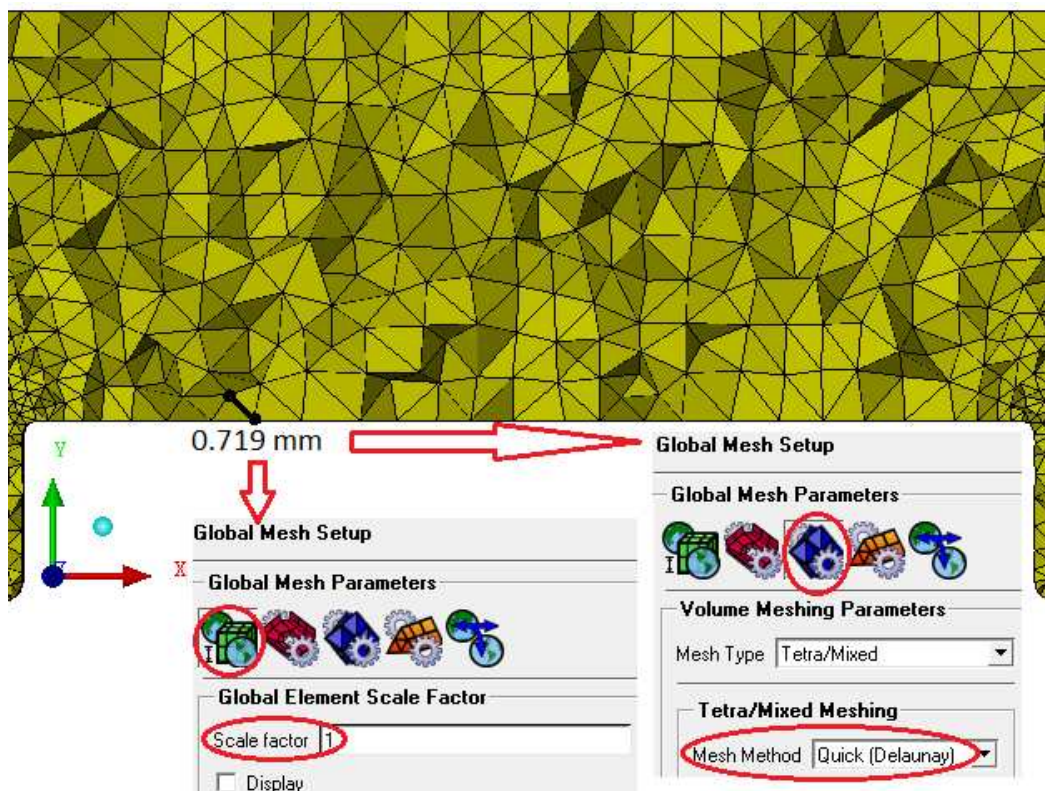 0.719 mm
Y
X
Z
Global Mesh Setup
Global Mesh Parameters
I
Global Element Scale Factor
Scale factor 1
Display
Global Mesh Setup
Global Mesh Parameters
I
Volume Meshing Parameters
Mesh Type Tetra/Mixed
Tetra/Mixed Meshing
Mesh Method Quick (Delaunay)